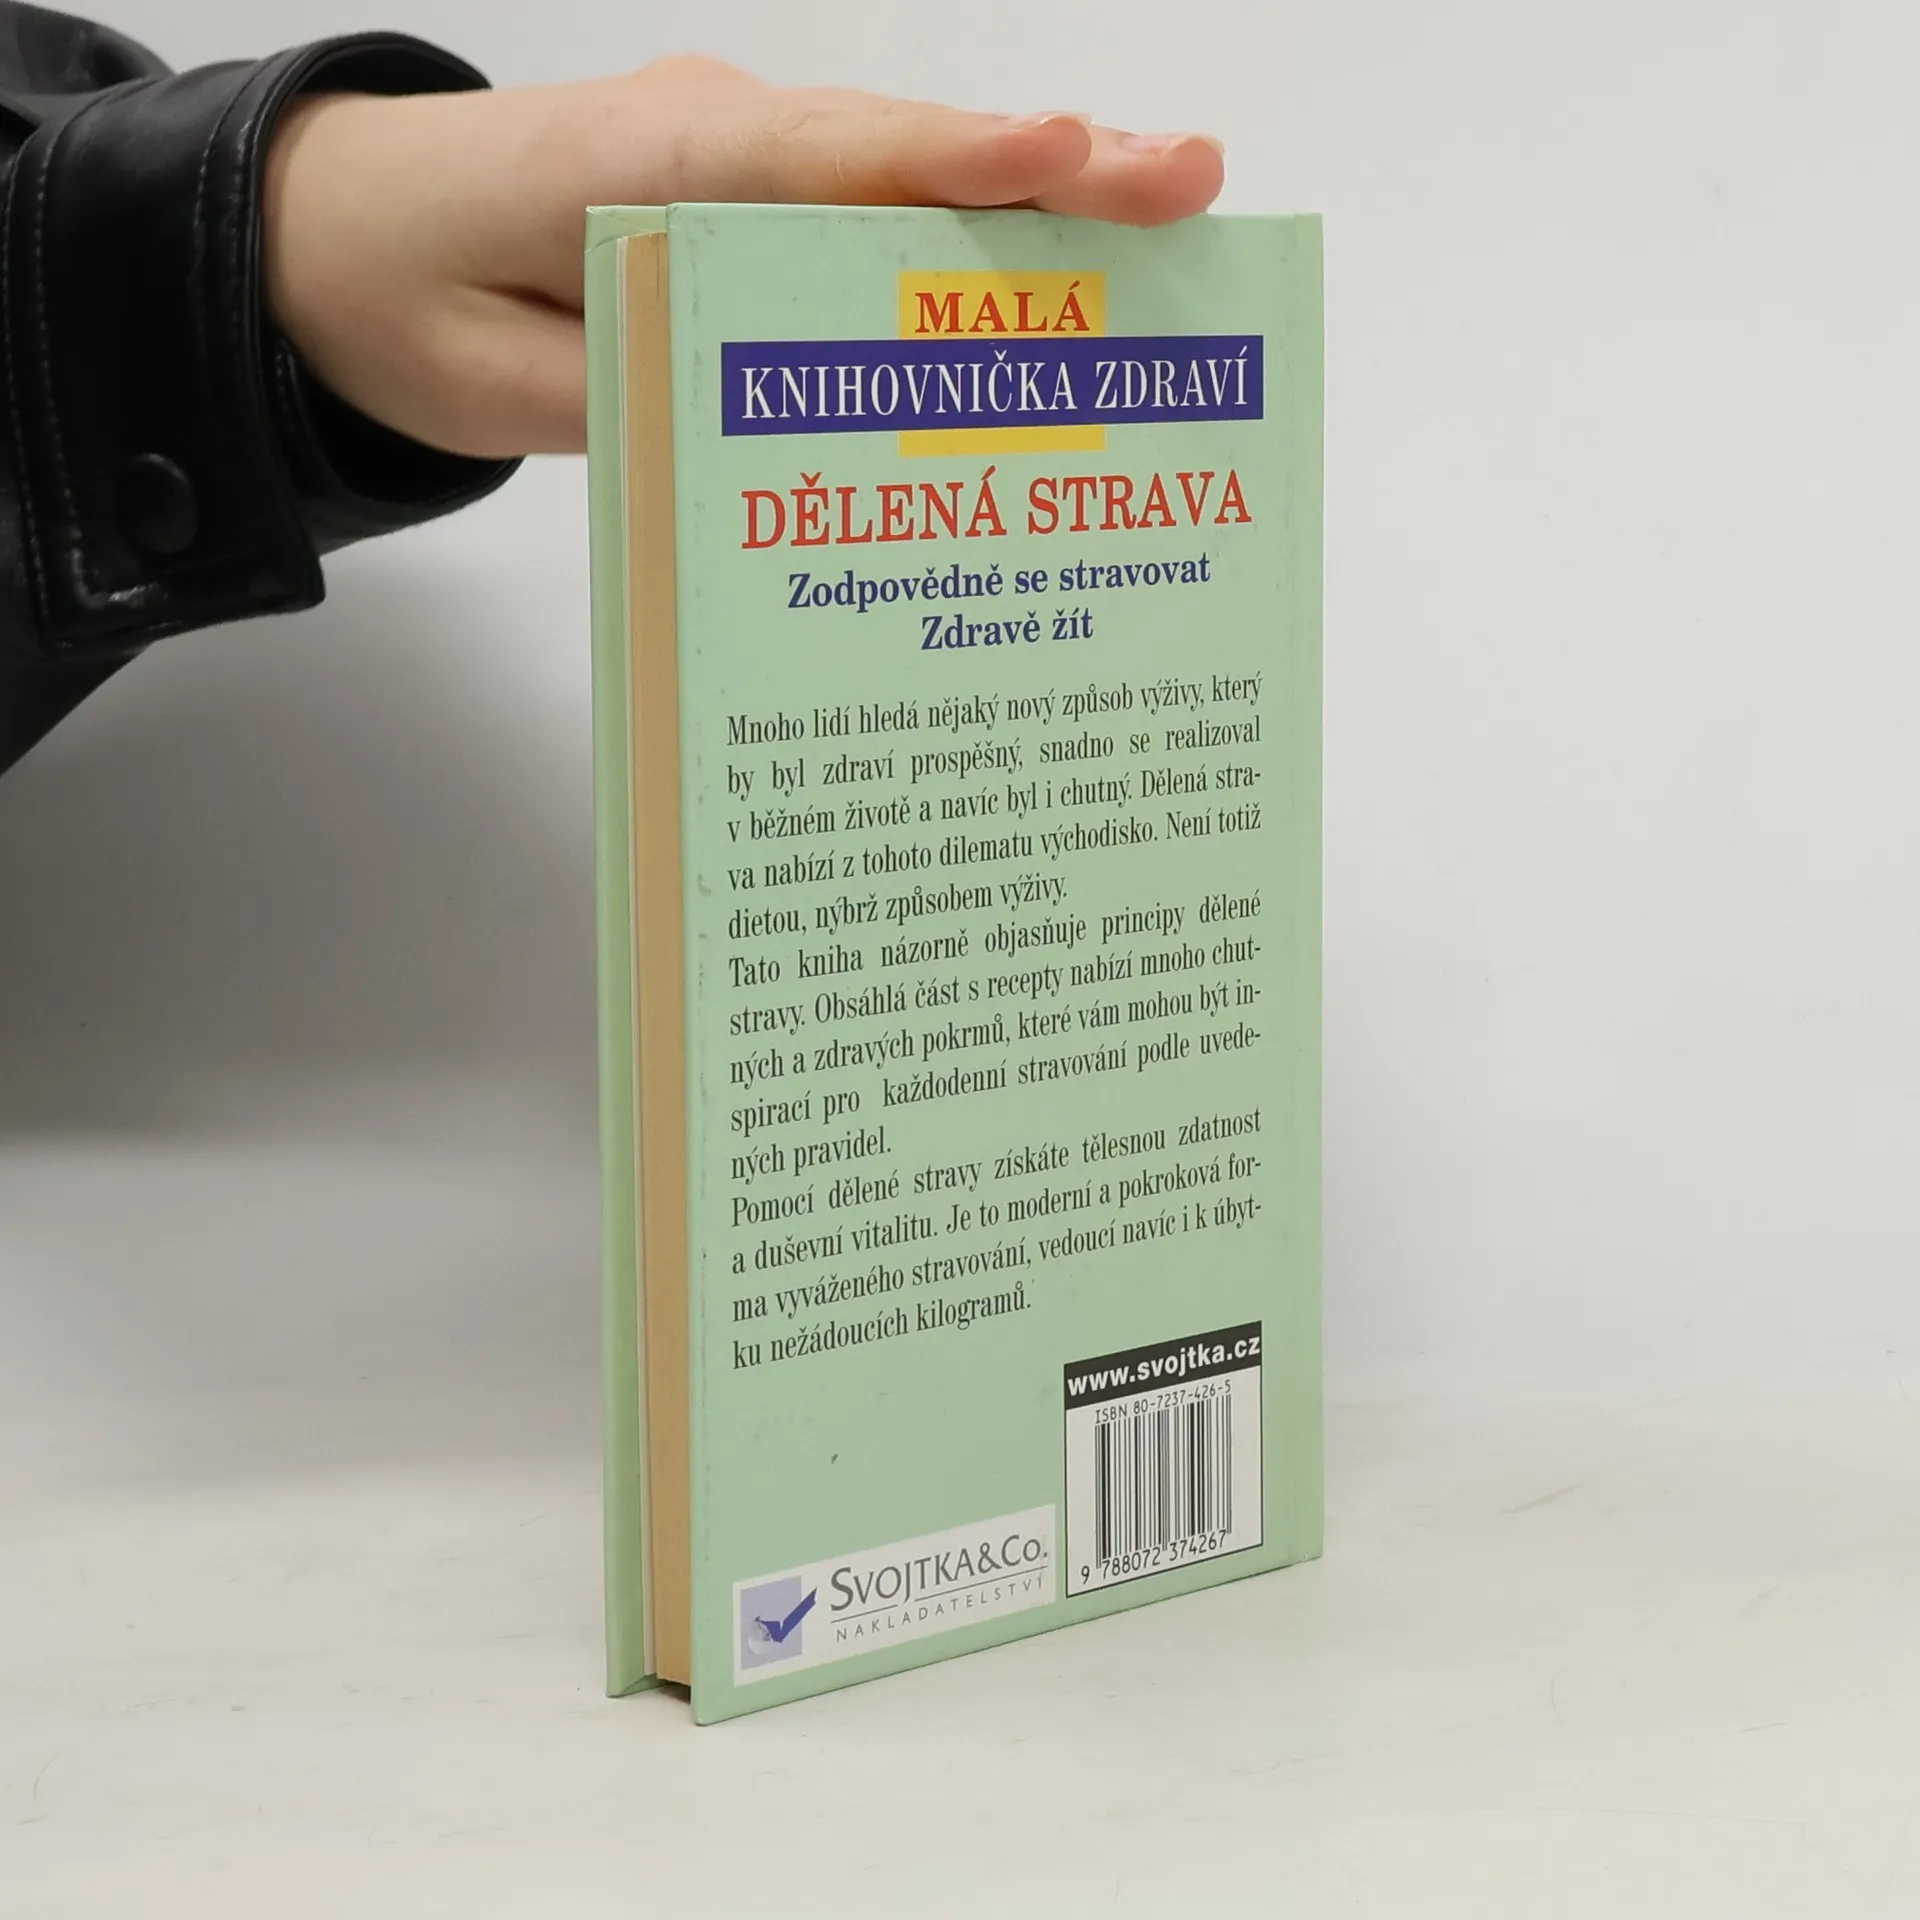 MALÁ
KNIHOVNIČKA ZDRAVÍ
DĚLENÁ STRAVA
Zodpovědně se stravovat
Zdravě žít
Mnoho lidí hledá nějaký nový způsob výživy, který
by byl zdraví prospěšný, snadno se realizoval
v běžném životě a navíc byl i chutný. Dělená stra-
va nabízí z tohoto dilematu východisko. Není totiž
dietou, nýbrž způsobem výživy.
Tato kniha názorně objasňuje principy dělené
stravy. Obsáhlá část s recepty nabízí mnoho chut-
ných a zdravých pokrmů, které vám mohou být in-
spirací pro každodenní stravování podle uvede-
ných pravidel.
Pomocí dělené stravy získáte tělesnou zdatnost
a duševní vitalitu. Je to moderní a pokroková for-
ma vyváženého stravování, vedoucí navíc i k úbyt-
ku nežádoucích kilogramů.
www.svojtka.cz
ISBN 80-7237-426-5
9 788072 374267
SVOJTKA&CO.
NAKLADATELSTVÍ